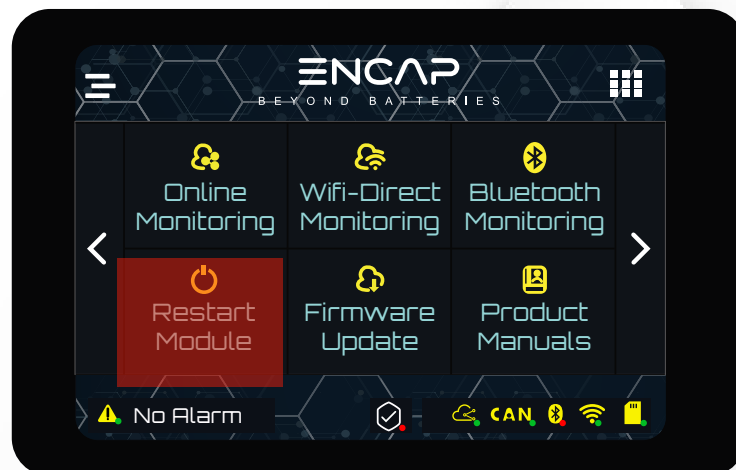 ENCAP
BEYOND BATTERIES
Online
Monitoring
Wifi-Direct
Monitoring
Bluetooth
Monitoring
Restart
Module
Firmware
Update
Product
Manuals
No Alarm
CAN